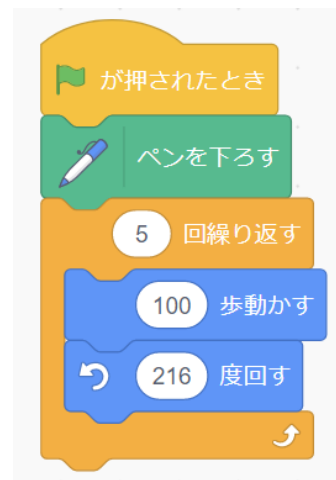 が押されたとき
ペンを下ろす
5 回繰り返す
100 歩動かす
216 度回す